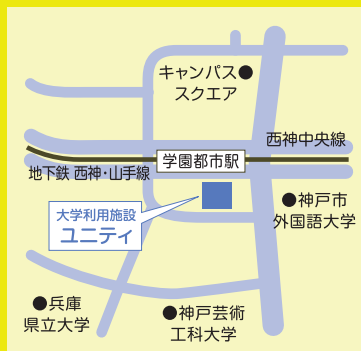 キャンパス●
スクエア
西神中央線
学園都市駅
地下鉄 西神・山手線
大学利用施設
ユニティ
●神戸市
外国語大学
●兵庫
県立大学
●神戸芸術
工科大学